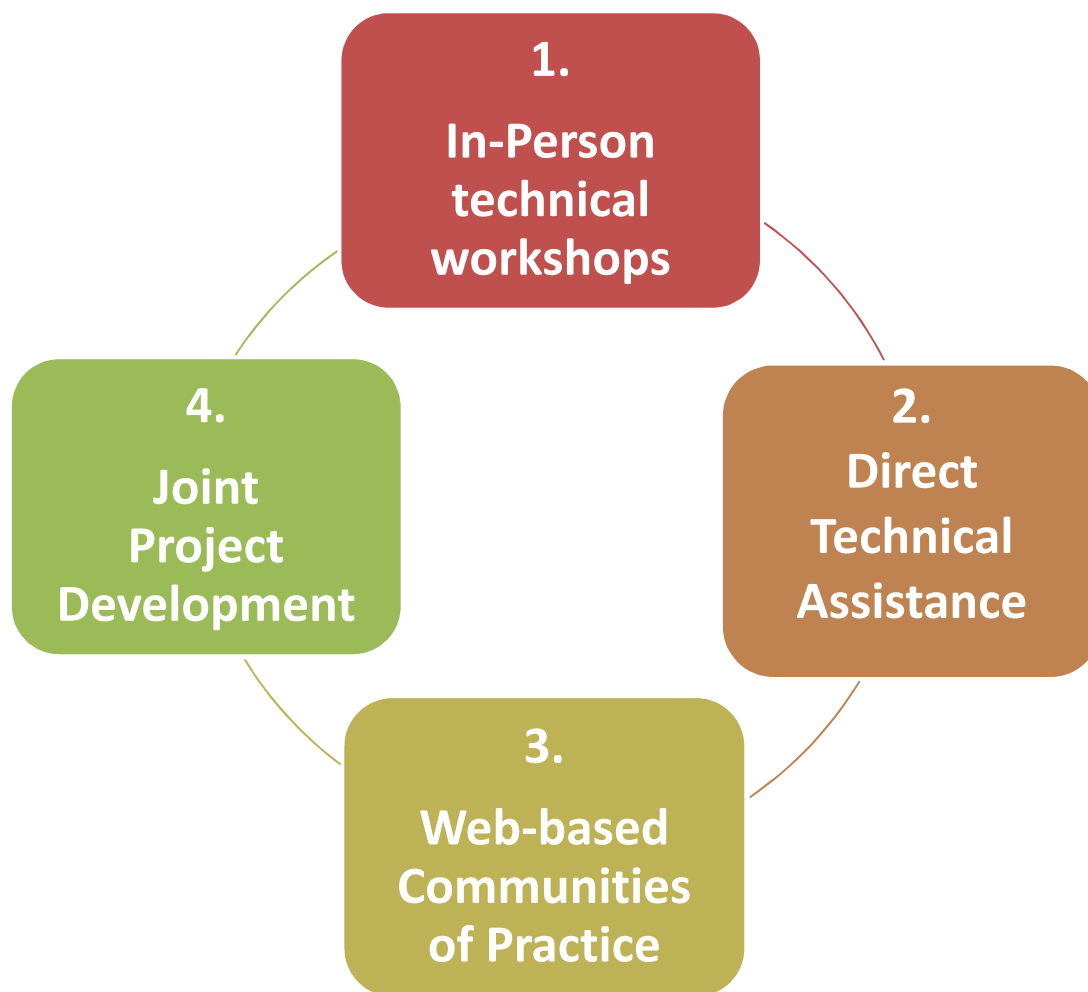 1.
In-Person
technical
workshops
2.
Direct
Technical
Assistance
3.
Web-based
Communities
of Practice
4.
Joint
Project
Development